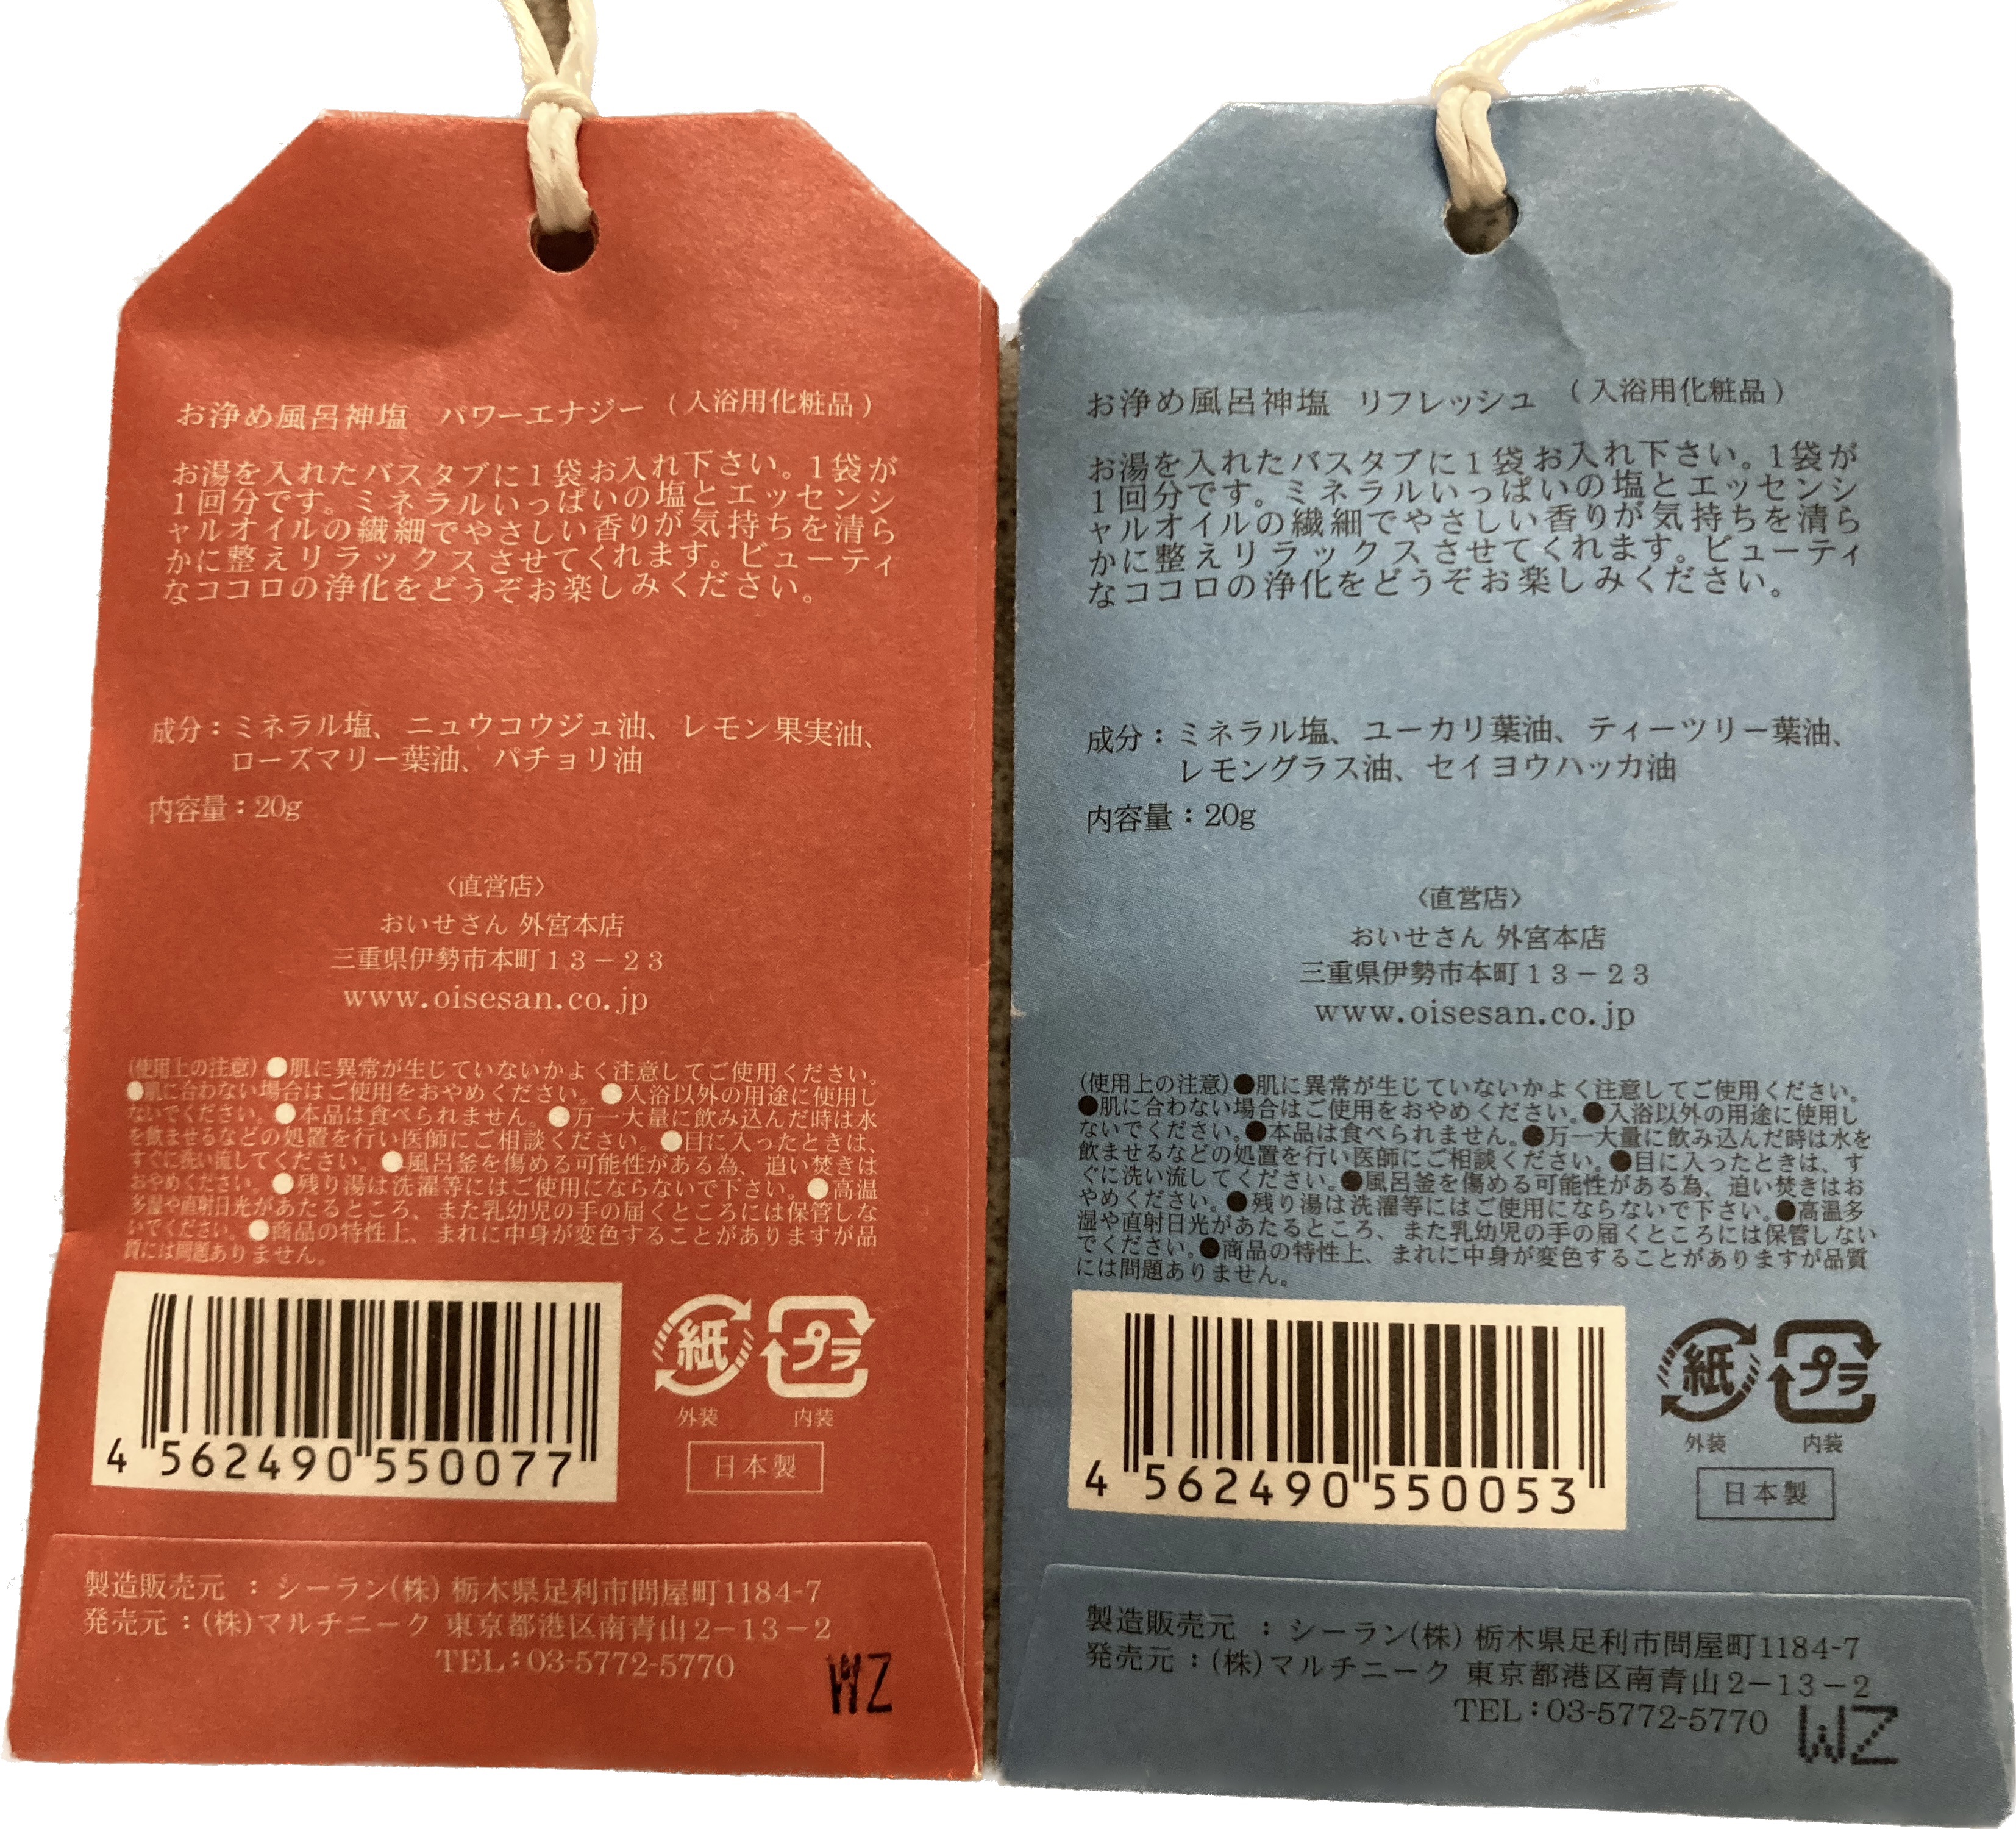 お浄め風呂神塩 パワーエナジー (入浴用化粧品)
お湯を入れたバスタブに1袋お入れ下さい。1袋が
1回分です。ミネラルいっぱいの塩とエッセンシ
ャルオイルの繊細でやさしい香りが気持ちを清ら
かに整えリラックスさせてくれます。ビューティ
なココロの浄化をどうぞお楽しみください。
成分:ミネラル塩、ニュウコウジュ油、レモン果実油、
ローズマリー葉油、パチョリ油
内容量:20g
〈直営店〉
おいせさん 外宮本店
三重県伊勢市本町13-23
www.oisesan.co.jp
(使用上の注意)●肌に異常が生じていないかよく注意してご使用ください。
●肌に合わない場合はご使用をおやめください。●入浴以外の用途に使用し
ないでください。●本品は食べられません。●万一大量に飲み込んだ時は水
を飲ませるなどの処置を行い医師にご相談ください。●目に入ったときは、
すぐに洗い流してください。●風呂釜を傷める可能性がある為、追い焚きは
おやめください。●残り湯は洗濯等にはご使用にならないで下さい。●高温
多湿や直射日光があたるところ、また乳幼児の手の届くところには保管しな
いでください。●商品の特性上、まれに中身が変色することがありますが品
質には問題ありません。
4 562490 550077
紙
プラ
外装 内装
日本製
製造販売元 : シーラン(株) 栃木県足利市問屋町1184-7
発売元:(株)マルチニーク 東京都港区南青山2-13-2
TEL:03-5772-5770
WZ
お浄め風呂神塩 リフレッシュ (入浴用化粧品)
お湯を入れたバスタブに1袋お入れ下さい。1袋が
1回分です。ミネラルいっぱいの塩とエッセンシ
ャルオイルの繊細でやさしい香りが気持ちを清ら
かに整えリラックスさせてくれます。ビューティ
なココロの浄化をどうぞお楽しみください。
成分:ミネラル塩、ユーカリ葉油、ティーツリー葉油、
レモングラス油、セイヨウハッカ油
内容量:20g
〈直営店〉
おいせさん 外宮本店
三重県伊勢市本町13-23
www.oisesan.co.jp
(使用上の注意)●肌に異常が生じていないかよく注意してご使用ください。
●肌に合わない場合はご使用をおやめください。●入浴以外の用途に使用し
ないでください。●本品は食べられません。●万一大量に飲み込んだ時は水を
飲ませるなどの処置を行い医師にご相談ください。●目に入ったときは、す
ぐに洗い流してください。●風呂釜を傷める可能性がある為、追い焚きはお
やめください。●残り湯は洗濯等にはご使用にならないで下さい。●高温多
湿や直射日光があたるところ、また乳幼児の手の届くところには保管しない
でください。●商品の特性上、まれに中身が変色することがありますが品質
には問題ありません。
4 562490 550053
紙
プラ
外装 内装
日本製
製造販売元 : シーラン(株) 栃木県足利市問屋町1184-7
発売元:(株)マルチニーク 東京都港区南青山2-13-2
TEL:03-5772-5770
WZ